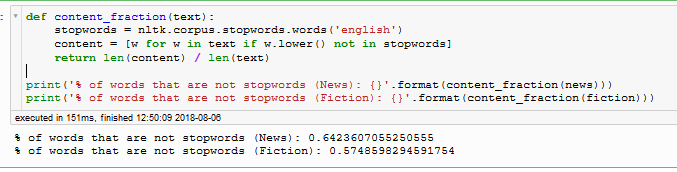 def content_fraction(text):
    stopwords = nltk.corpus.stopwords.words('english')
    content = [w for w in text if w.lower() not in stopwords]
    return len(content) / len(text)
print('% of words that are not stopwords (News): {}'.format(content_fraction(news)))
print('% of words that are not stopwords (Fiction): {}'.format(content_fraction(fiction)))
executed in 151ms, finished 12:50:09 2018-08-06
% of words that are not stopwords (News): 0.6423607055250555
% of words that are not stopwords (Fiction): 0.5748598294591754